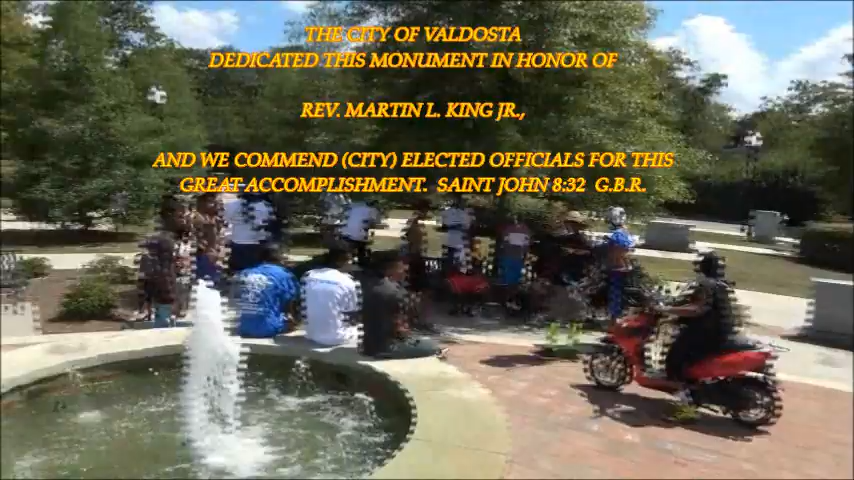 THE CITY OF VALDOSTA
DEDICATED THIS MONUMENT IN HONOR OF
REV. MARTIN L. KING JR.,
AND WE COMMEND (CITY) ELECTED OFFICIALS FOR THIS
GREAT ACCOMPLISHMENT. SAINT JOHN 8:32 G.B.R.